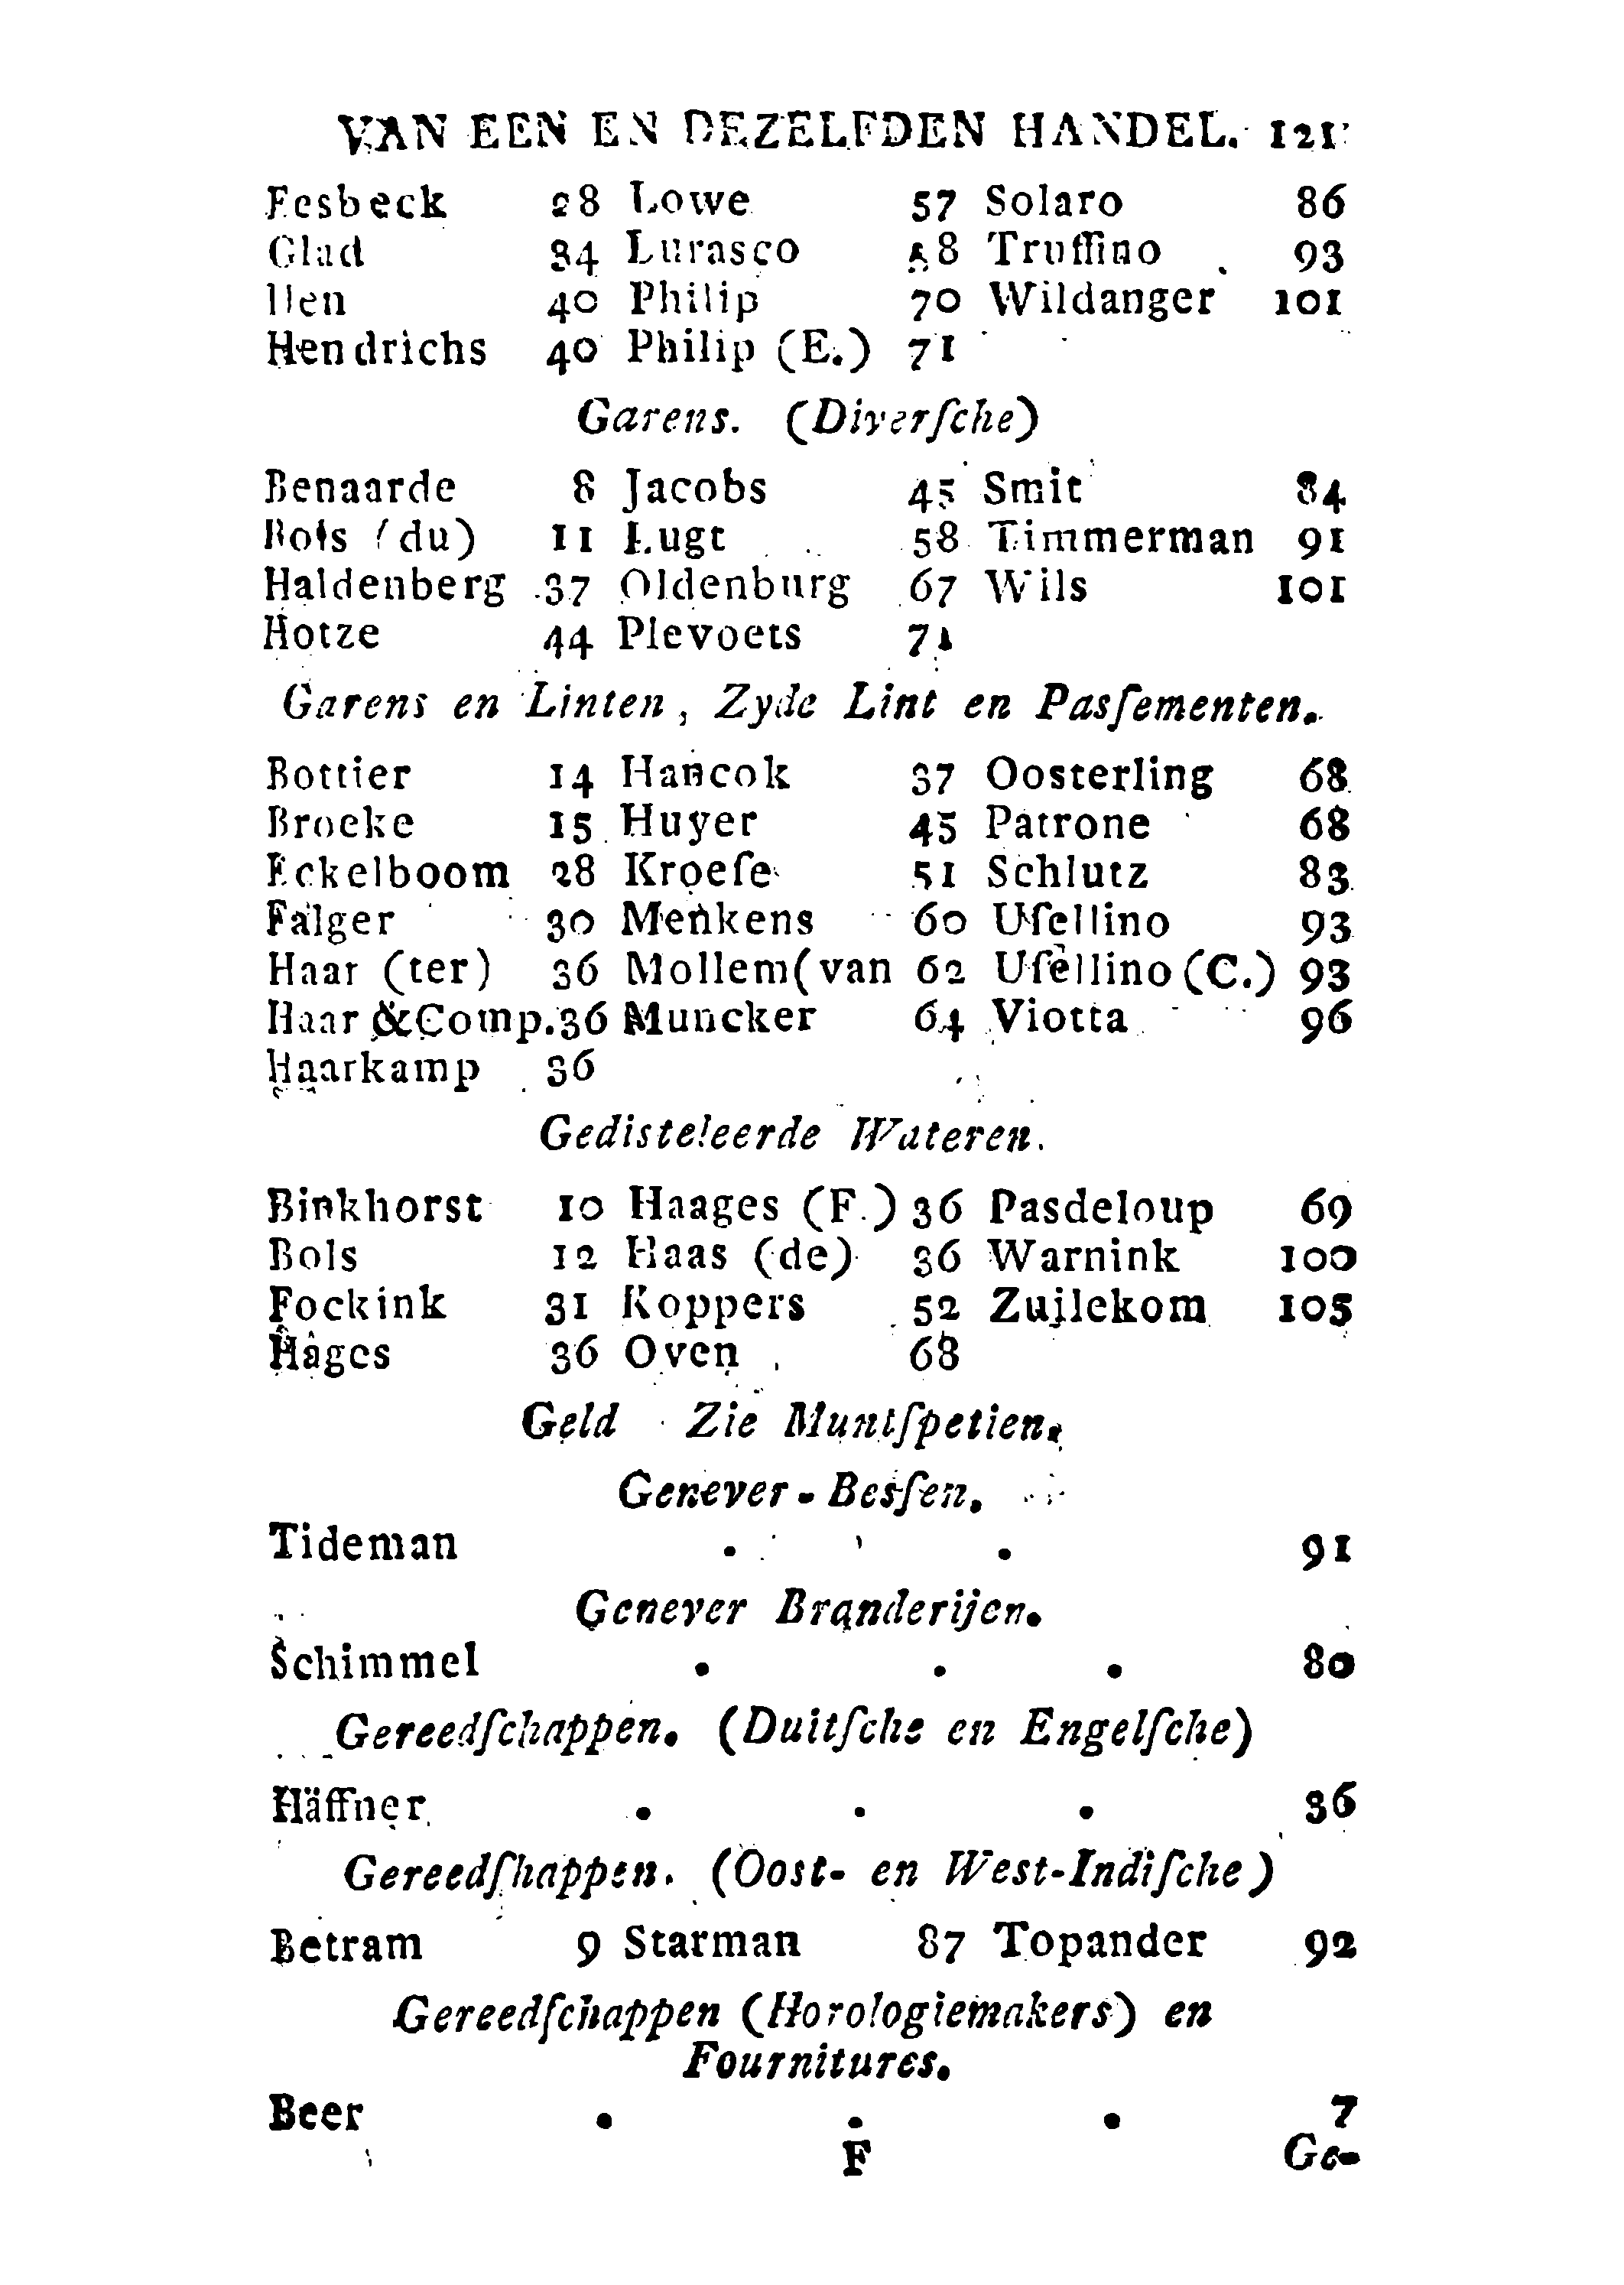 VAN EEN EN DEZELFDEN HANDEL. 121
Eesbeck 28 Lowe 57 Solaro 86
Glad 34 Lurasco 58 Truffino 93
Hen 40 Philip 70 Wildanger 101
Hendrichs 40 Philip (E.) 71
Garens. (Diverſche)
Benaarde 8 Jacobs 45 Smit 84
Bois (du) 11 Lugt 58 Timmerman 91
Haldenberg 37 Oldenburg 67 Wils 101
Hotze 44 Plevoets 71
Garens en Linten, Zyde Lint en Pasſementen.
Bottier 14 Hancok 37 Oosterling 68
Broeke 15 Huyer 45 Patrone 68
Eckelboom 28 Kroeſe 51 Schlutz 83
Falger 30 Menkens 60 Uſellino 93
Haar (ter) 36 Mollem (van 62 Uſellino (C.) 93
Haar & Comp. 36 Muncker 64 Viotta 96
Haarkamp 36
Gedisteleerde Wateren.
Binkhorst 10 Haages (F.) 36 Pasdeloup 69
Bols 12 Haas (de) 36 Warnink 100
Fockink 31 Koppers 52 Zuilekom 105
Hages 36 Oven 68
Geld Zie Muntſpetien.
Genever-Besſen.
Tideman . . 91
Genever Branderijen.
Schimmel . . . 80
Gereedſchappen. (Duitſche en Engelſche)
Häffner . . . 36
Gereedſhappen. (Oost- en West-Indiſche)
Betram 9 Starman 87 Topander 92
Gereedſchappen (Horologiemakers) en
Fournitures.
Beer . . . 7
F Ge-